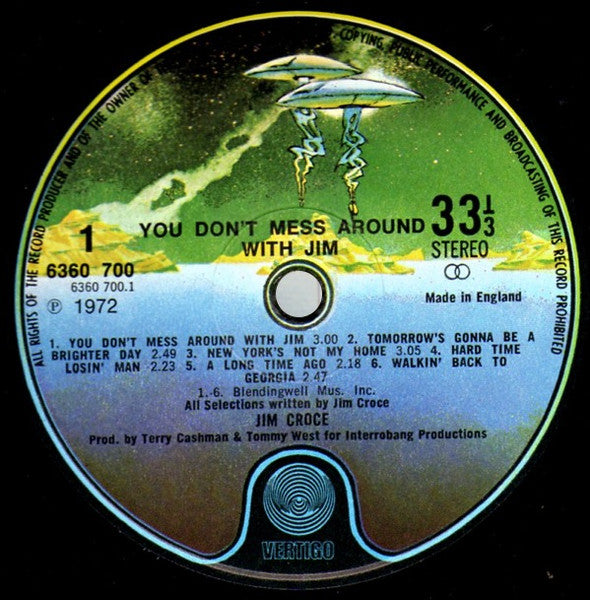 ALL RIGHTS OF THE RECORD PRODUCER AND OF THE OWNER OF
COPYING, PUBLIC PERFORMANCE AND BROADCASTING OF THIS RECORD PROHIBITED
1
YOU DON'T MESS AROUND
WITH JIM
33⅓
STEREO
6360 700
6360 700.1
Ⓟ 1972
Made in England
1. YOU DON'T MESS AROUND WITH JIM 3.00 2. TOMORROW'S GONNA BE A
BRIGHTER DAY 2.49 3. NEW YORK'S NOT MY HOME 3.05 4. HARD TIME
LOSIN' MAN 2.23 5. A LONG TIME AGO 2.18 6. WALKIN' BACK TO
GEORGIA 2.47
1.-6. Blendingwell Mus. Inc.
All Selections written by Jim Croce
JIM CROCE
Prod. by Terry Cashman & Tommy West for Interrobang Productions
VERTIGO